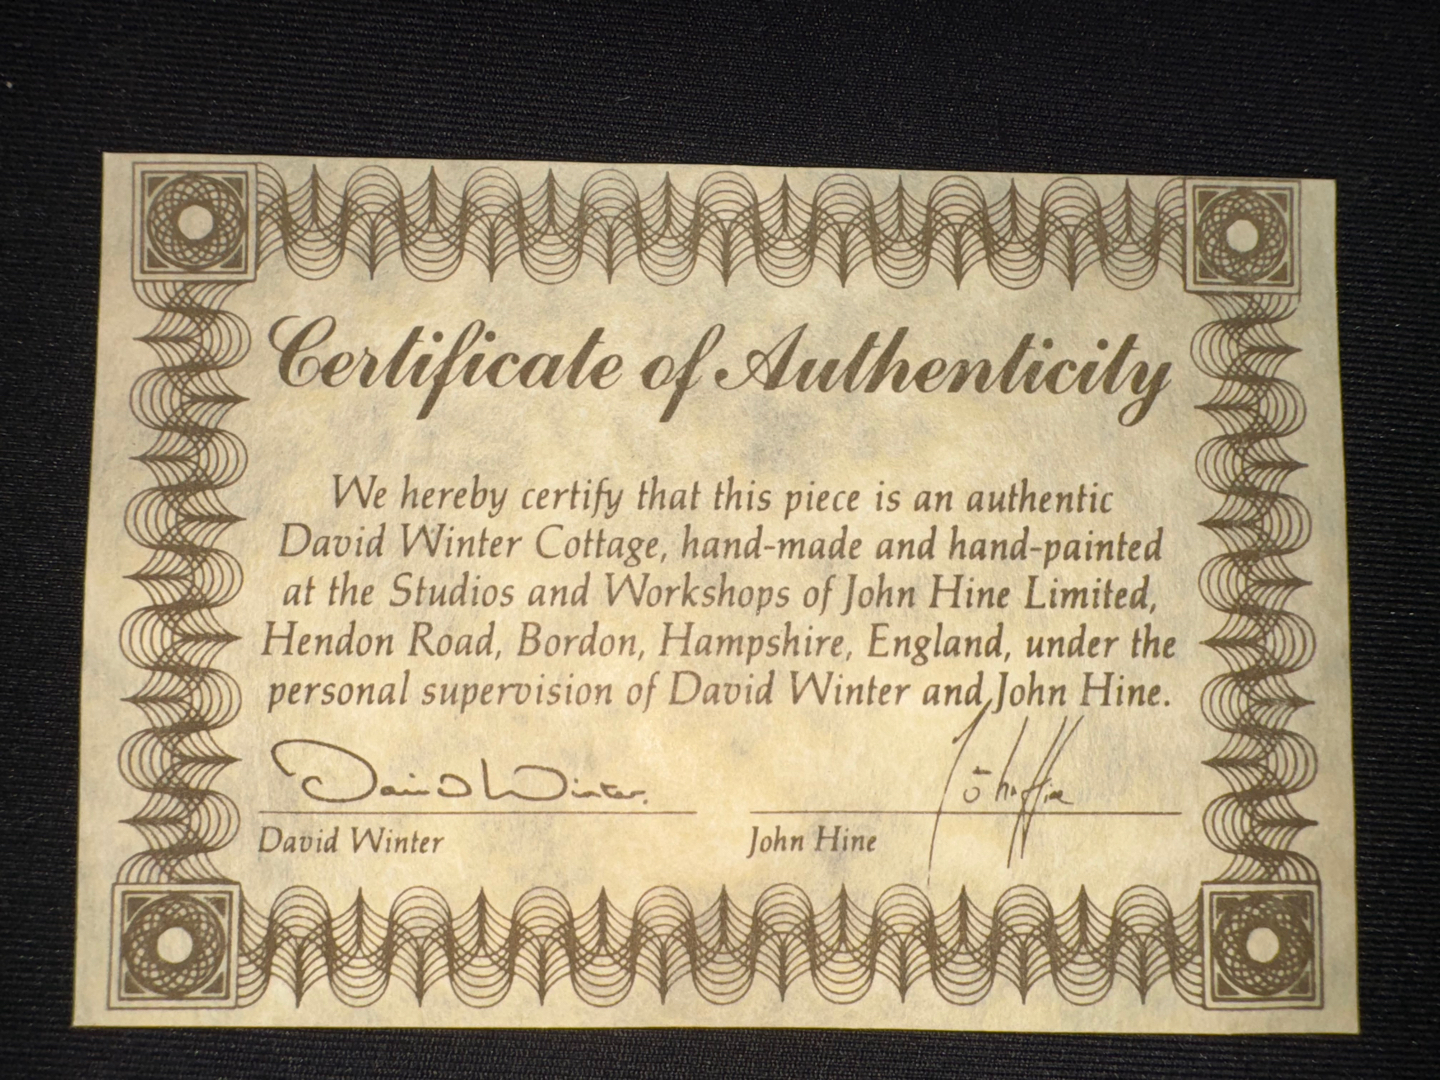 Certificate of Authenticity
We hereby certify that this piece is an authentic
David Winter Cottage, hand-made and hand-painted
at the Studios and Workshops of John Hine Limited,
Hendon Road, Bordon, Hampshire, England, under the
personal supervision of David Winter and John Hine.
David Winter. John Hine
David Winter John Hine